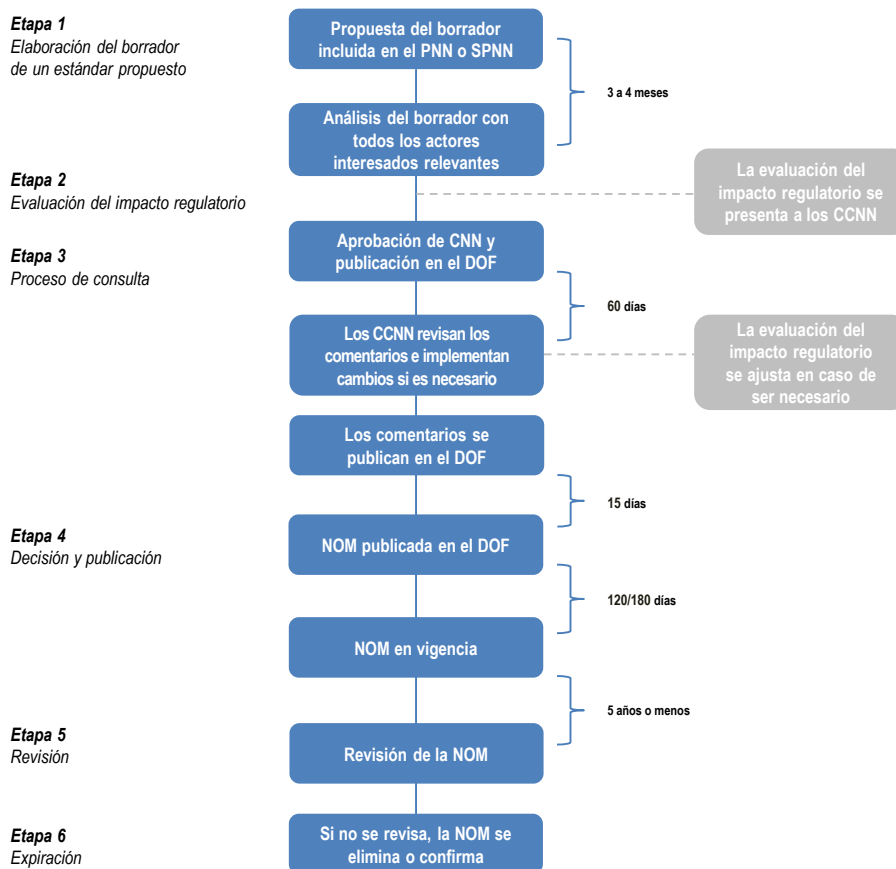 Etapa 1
Elaboración del borrador
de un estándar propuesto
Propuesta del borrador
incluida en el PNN o SPNN
3 a 4 meses
Análisis del borrador con
todos los actores
interesados relevantes
Etapa 2
Evaluación del impacto regulatorio
La evaluación del
impacto regulatorio se
presenta a los CCNN
Etapa 3
Proceso de consulta
Aprobación de CNN y
publicación en el DOF
60 días
Los CCNN revisan los
comentarios e implementan
cambios si es necesario
La evaluación del
impacto regulatorio
se ajusta en caso de
ser necesario
Los comentarios se
publican en el DOF
15 días
Etapa 4
Decisión y publicación
NOM publicada en el DOF
120/180 días
NOM en vigencia
5 años o menos
Etapa 5
Revisión
Revisión de la NOM
Etapa 6
Expiración
Si no se revisa, la NOM se
elimina o confirma